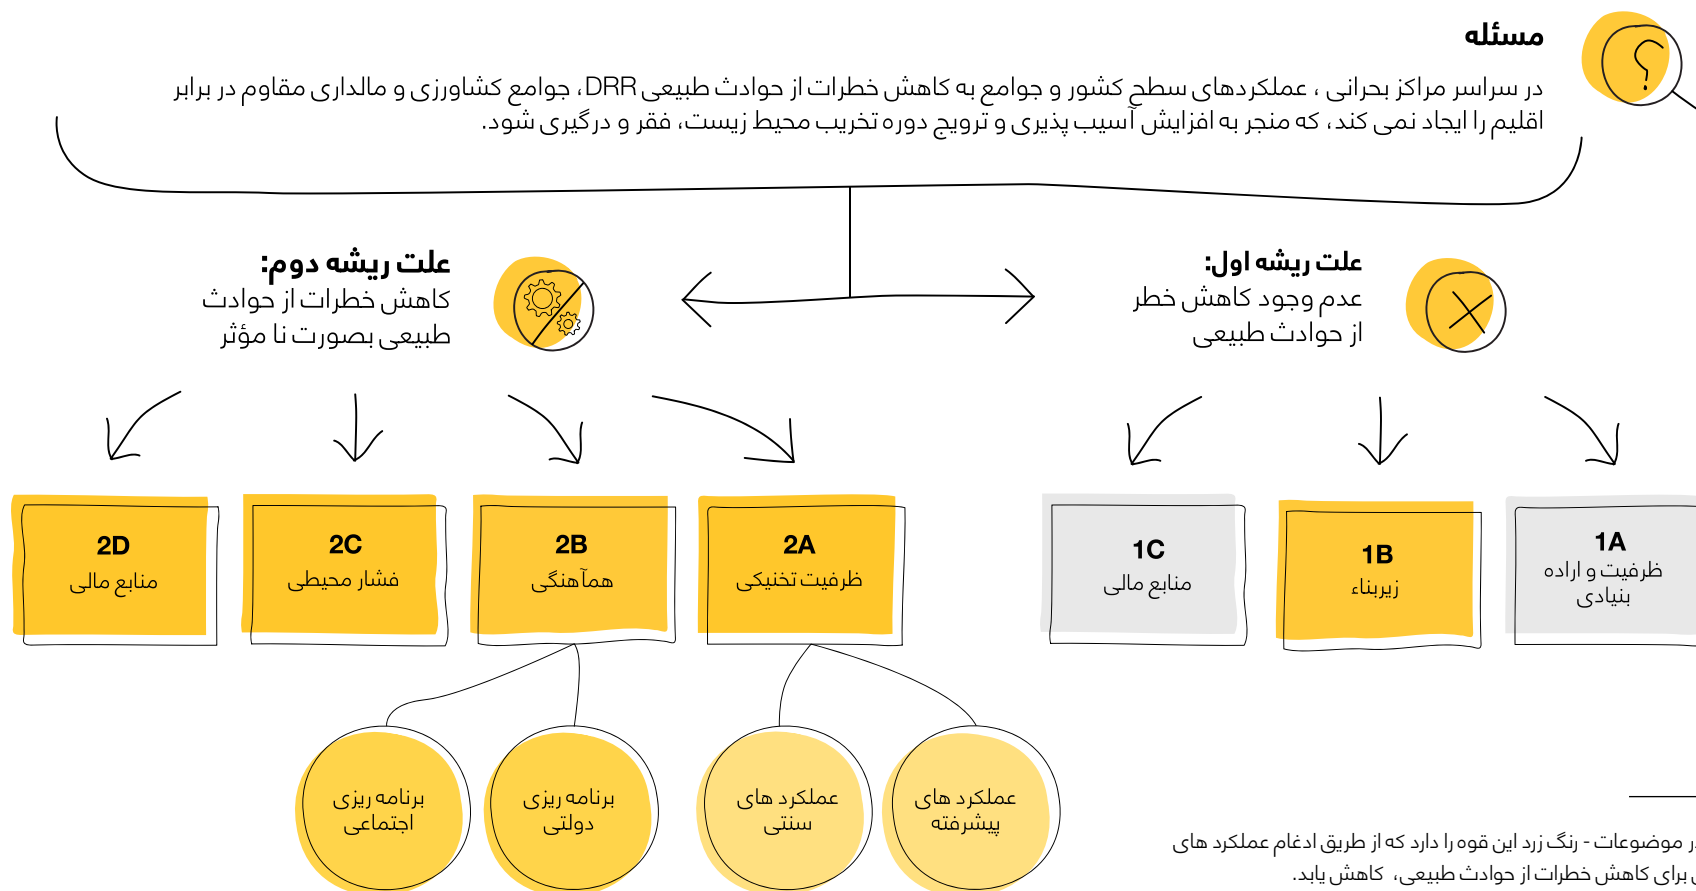 مسئله
در سراسر مراکز بحرانی ، عملکردهای سطح کشور و جوامع به کاهش خطرات از حوادث طبیعی DRR، جوامع کشاورزی و مالداری مقاوم در برابر
اقلیم را ایجاد نمی کند، که منجر به افزایش آسیب پذیری و ترویج دوره تخریب محیط زیست، فقر و درگیری شود.
علت ریشه اول:
عدم وجود کاهش خطر
از حوادث طبیعی
علت ریشه دوم:
کاهش خطرات از حوادث
طبیعی بصورت نا مؤثر
1A
ظرفیت و اراده
بنیادی
1B
زیربناء
1C
منابع مالی
2A
ظرفیت تخنیکی
2B
همآهنگی
2C
فشار محیطی
2D
منابع مالی
عملکرد های
پیشرفته
عملکرد های
سنتی
برنامه ریزی
دولتی
برنامه ریزی
اجتماعی
موضوعات - رنگ زرد این قوه را دارد که از طریق ادغام عملکرد های
برای کاهش خطرات از حوادث طبیعی، کاهش یابد.